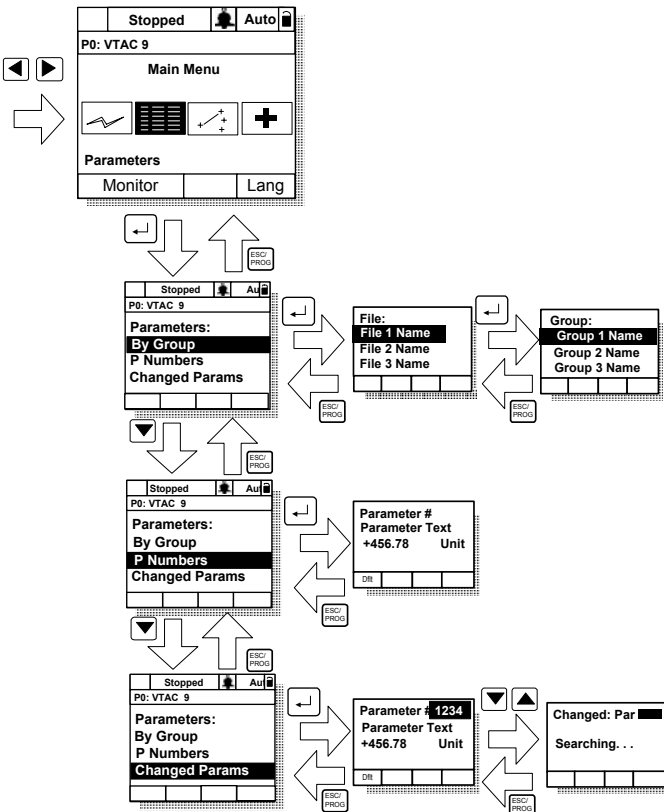 Stopped Auto
P0: VTAC 9
Main Menu
Parameters
Monitor Lang
ESC/
PROG
Stopped Au
P0: VTAC 9
Parameters:
By Group
P Numbers
Changed Params
File:
File 1 Name
File 2 Name
File 3 Name
ESC/
PROG
Group:
Group 1 Name
Group 2 Name
Group 3 Name
ESC/
PROG
ESC/
PROG
Stopped Au
P0: VTAC 9
Parameters:
By Group
P Numbers
Changed Params
Parameter #
Parameter Text
+456.78 Unit
Dflt
ESC/
PROG
ESC/
PROG
Stopped Au
P0: VTAC 9
Parameters:
By Group
P Numbers
Changed Params
Parameter # 1234
Parameter Text
+456.78 Unit
Dflt
ESC/
PROG
Changed: Par
Searching. . .
ESC/
PROG